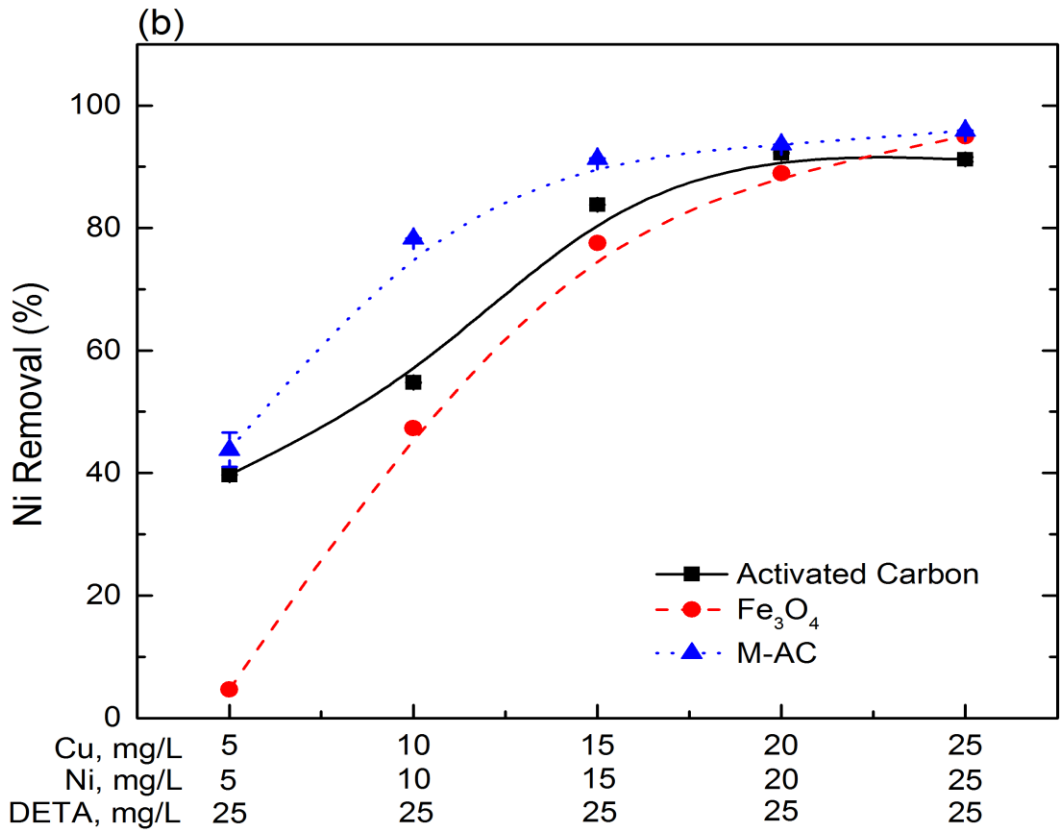 (b)
Ni Removal (%)
100
80
60
40
20
0
Activated Carbon
Fe₃O₄
M-AC
Cu, mg/L 5 10 15 20 25
Ni, mg/L 5 10 15 20 25
DETA, mg/L 25 25 25 25 25